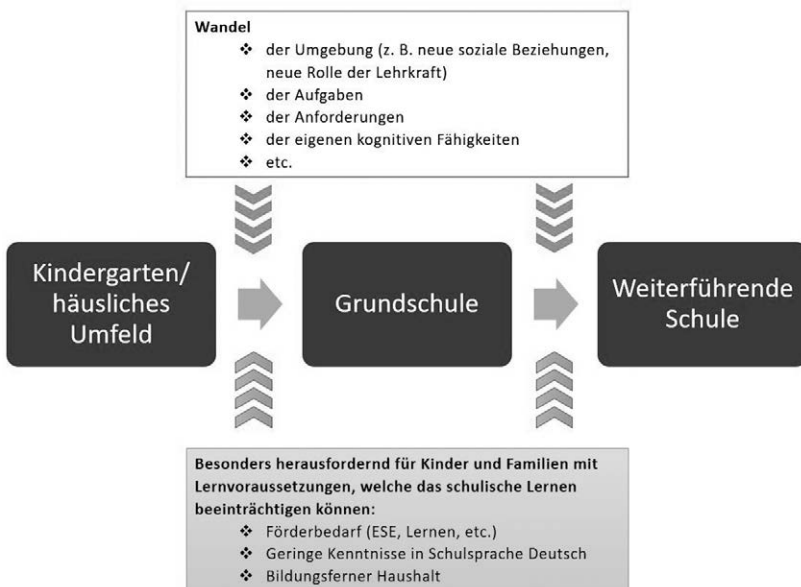 Wandel
❖ der Umgebung (z. B. neue soziale Beziehungen,
neue Rolle der Lehrkraft)
❖ der Aufgaben
❖ der Anforderungen
❖ der eigenen kognitiven Fähigkeiten
❖ etc.
Kindergarten/
häusliches
Umfeld
Grundschule
Weiterführende
Schule
Besonders herausfordernd für Kinder und Familien mit
Lernvoraussetzungen, welche das schulische Lernen
beeinträchtigen können:
❖ Förderbedarf (ESE, Lernen, etc.)
❖ Geringe Kenntnisse in Schulsprache Deutsch
❖ Bildungsferner Haushalt